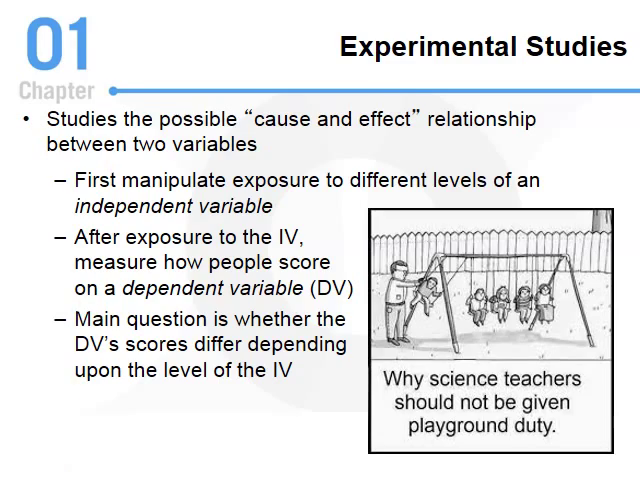 01
Chapter
Experimental Studies
• Studies the possible “cause and effect” relationship
between two variables
– First manipulate exposure to different levels of an
independent variable
– After exposure to the IV,
measure how people score
on a dependent variable (DV)
– Main question is whether the
DV’s scores differ depending
upon the level of the IV
Why science teachers
should not be given
playground duty.